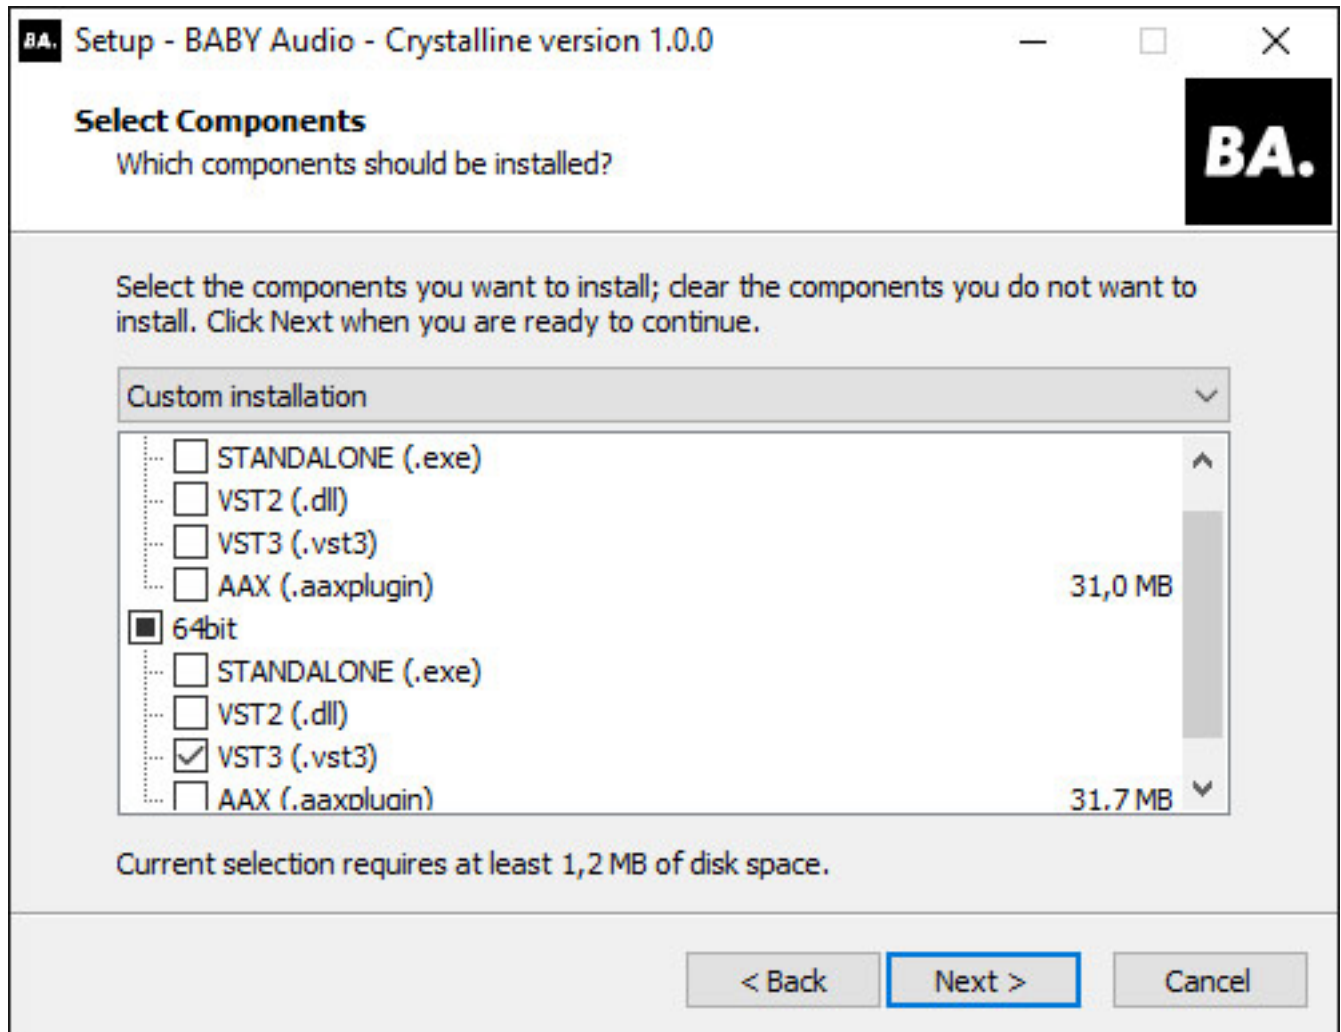 BA. Setup - BABY Audio - Crystalline version 1.0.0
Select Components
Which components should be installed?
BA.
Select the components you want to install; clear the components you do not want to
install. Click Next when you are ready to continue.
Custom installation
STANDALONE (.exe)
VST2 (.dll)
VST3 (.vst3)
AAX (.aaxplugin) 31,0 MB
64bit
STANDALONE (.exe)
VST2 (.dll)
VST3 (.vst3)
AAX (.aaxplugin) 31,7 MB
Current selection requires at least 1,2 MB of disk space.
< Back Next > Cancel